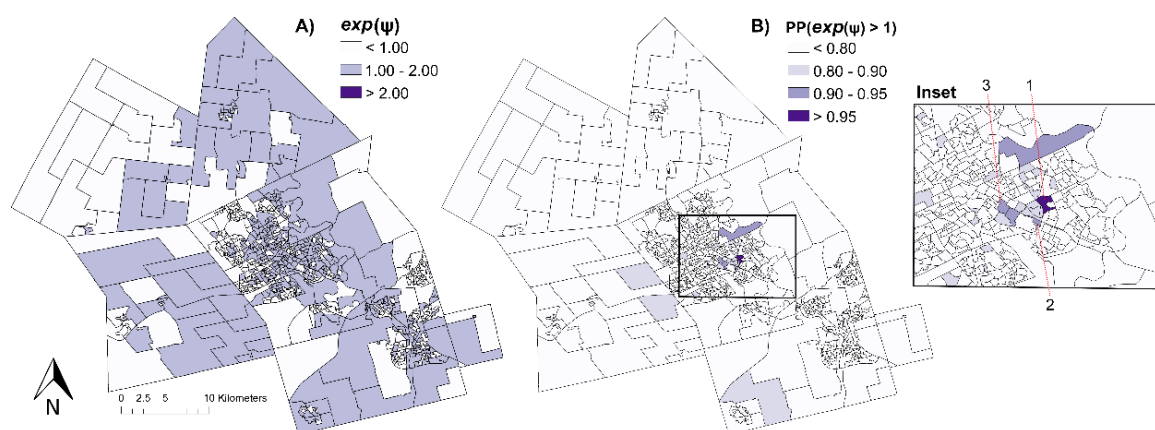 A) exp(ψ)
< 1.00
1.00 - 2.00
> 2.00
B) PP(exp(ψ) > 1)
< 0.80
0.80 - 0.90
0.90 - 0.95
> 0.95
Inset
3 1
2
N
0 2.5 5 10 Kilometers